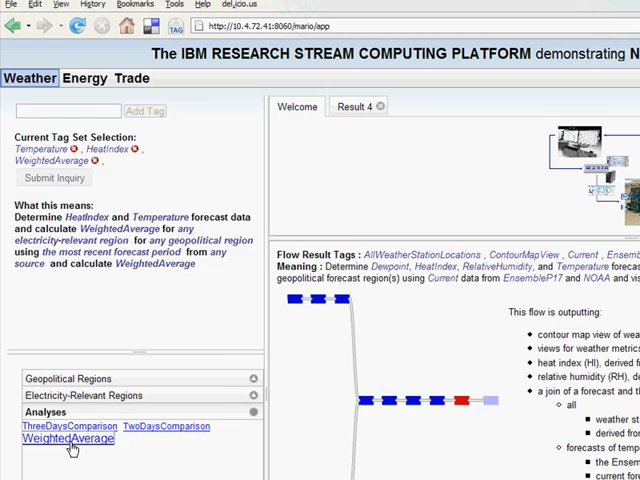 File Edit View History Bookmarks Tools del.icio.us
http://10.4.72.41:8060/mario/app
The IBM RESEARCH STREAM COMPUTING PLATFORM demonstrating N
Weather Energy Trade
Add Tag
Welcome Result 4
Current Tag Set Selection:
Temperature , HeatIndex ,
WeightedAverage ,
Submit Inquiry
What this means:
Determine HeatIndex and Temperature forecast data
and calculate WeightedAverage for any
electricity-relevant region for any geopolitical region
using the most recent forecast period from any
source and calculate WeightedAverage
Flow Result Tags : AllWeatherStationLocations , ContourMapView , Current , Ensemb
Meaning : Determine Dewpoint, HeatIndex, RelativeHumidity, and Temperature foreca
geopolitical forecast region(s) using Current data from EnsembleP17 and NOAA and vis
This flow is outputting:
contour map view of wea
views for weather metrics
heat index (HI), derived f
relative humidity (RH), de
a join of a forecast and th
all
weather st
derived fro
forecasts of tempera
the Ensem
current fore
Geopolitical Regions
Electricity-Relevant Regions
Analyses
ThreeDaysComparison TwoDaysComparison
WeightedAverage